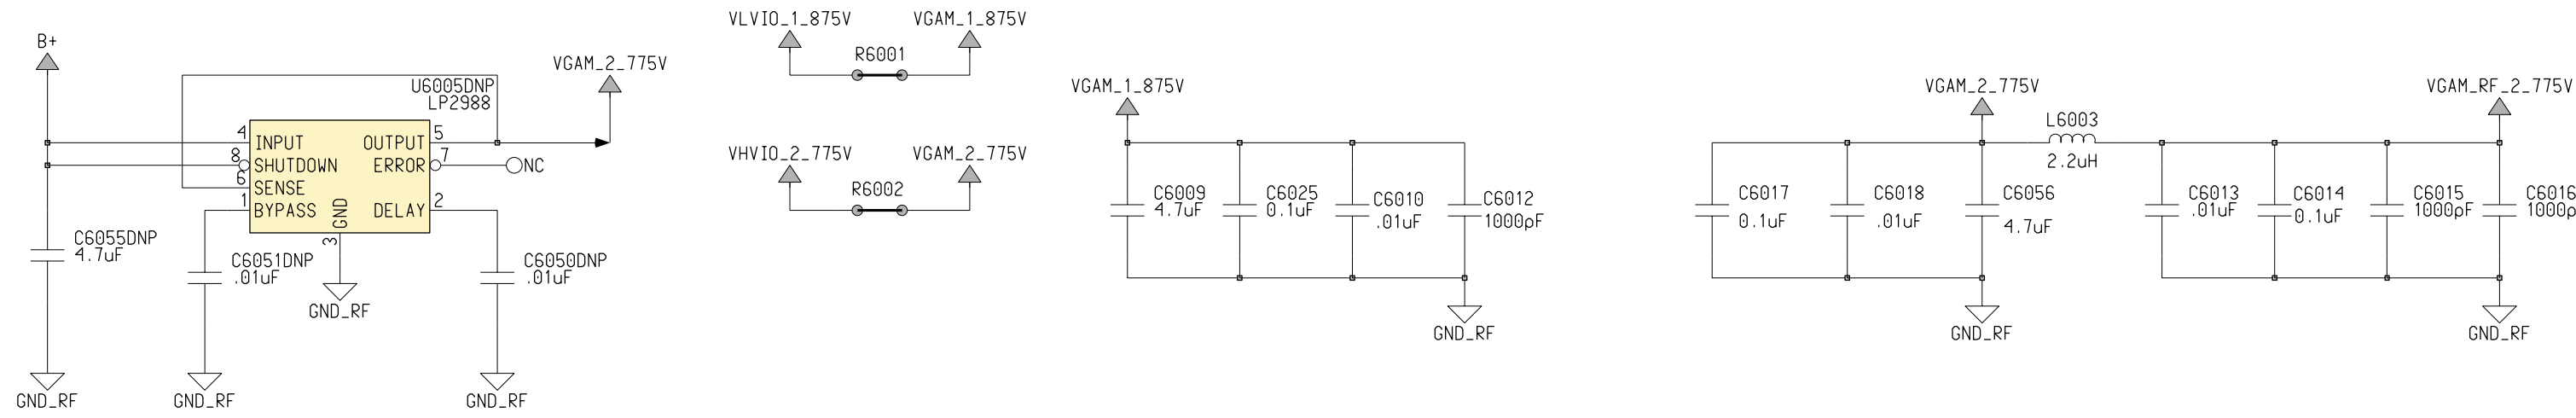 B+
U6005DNP
LP2988
VGAM_2_775V
4
INPUT
OUTPUT
5
8
SHUTDOWN
ERROR
7
NC
6
SENSE
1
BYPASS
GND
DELAY
2
3
C6055DNP
4.7uF
C6051DNP
.01uF
C6050DNP
.01uF
GND_RF
GND_RF
GND_RF
GND_RF
VLVIO_1_875V
VGAM_1_875V
R6001
VHVIO_2_775V
VGAM_2_775V
R6002
VGAM_1_875V
C6009
4.7uF
C6025
0.1uF
C6010
.01uF
C6012
1000pF
GND_RF
VGAM_2_775V
VGAM_RF_2_775V
L6003
2.2uH
C6017
0.1uF
C6018
.01uF
C6056
4.7uF
C6013
.01uF
C6014
0.1uF
C6015
1000pF
C6016
1000p
GND_RF
GND_RF